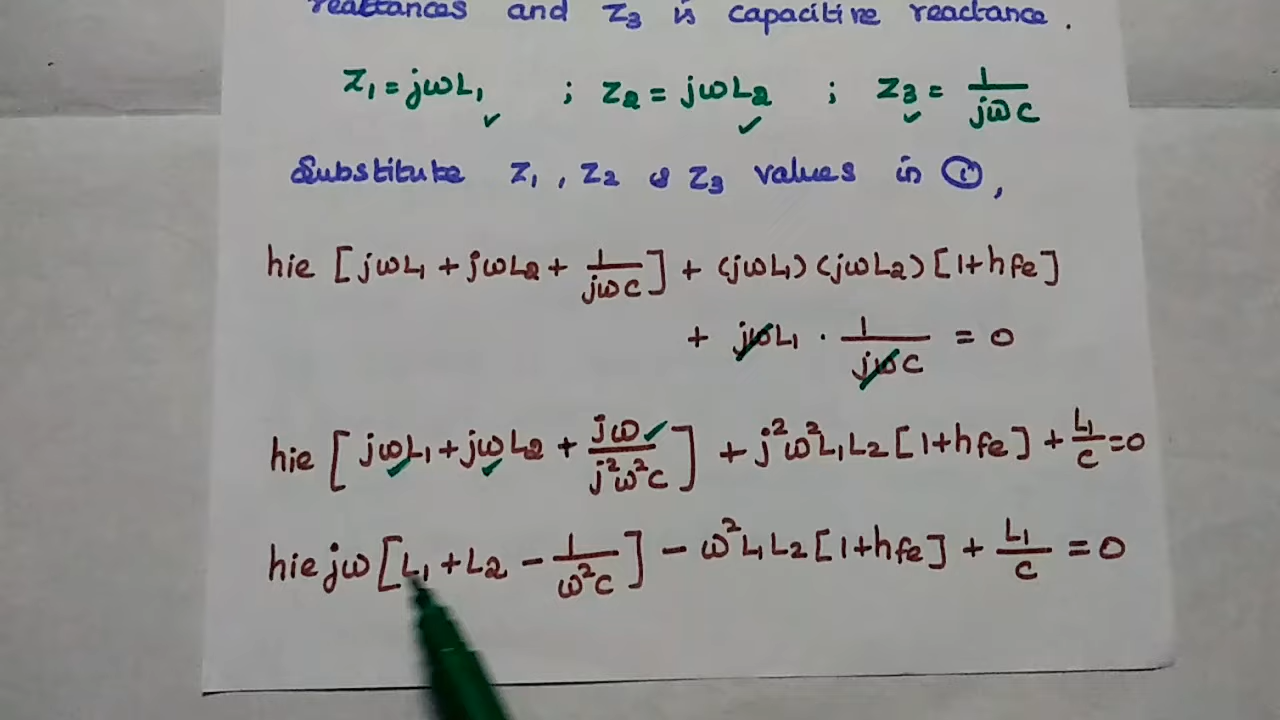 reactances and Z3 is capacitive reactance.
Z1 = jωL1 ; Z2 = jωL2 ; Z3 = 1/jωC
Substitute Z1, Z2 & Z3 values in ①,
hie [jωL1 + jωL2 + 1/jωC] + (jωL1) (jωL2) [1+hfe]
+ jωL1 . 1/jωC = 0
hie [jωL1 + jωL2 + jω/j²ω²C] + j²ω²L1L2 [1+hfe] + L1/C = 0
hie jω [L1 + L2 - 1/ω²C] - ω²L1L2 [1+hfe] + L1/C = 0